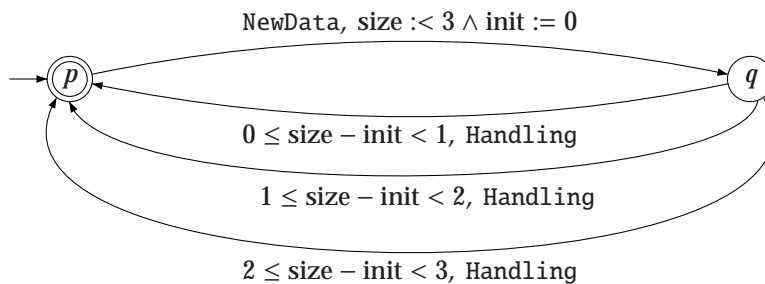 NewData, size :< 3 ∧ init := 0
p
q
0 ≤ size – init < 1, Handling
1 ≤ size – init < 2, Handling
2 ≤ size – init < 3, Handling